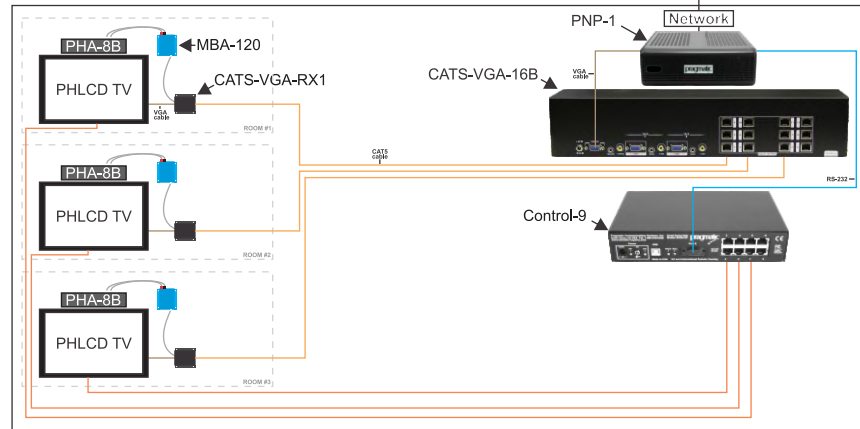 Network
PNP-1
PHA-8B
MBA-120
VGA
cable
pragmatic
CATS-VGA-16B
PHLCD TV
CATS-VGA-RX1
VGA
cable
ROOM #1
CAT5
cable
PHA-8B
RS-232
PHLCD TV
Control-9
pragmatic
ROOM #2
PHA-8B
PHLCD TV
ROOM #3